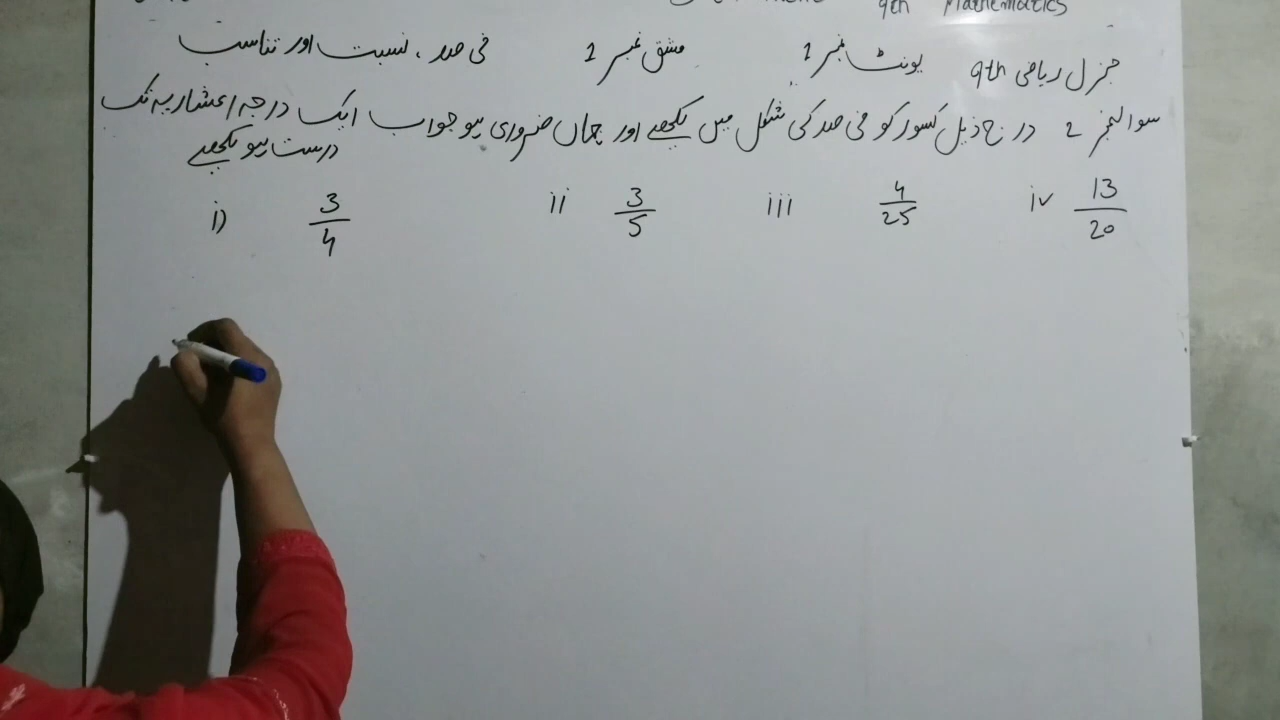 9th Mathematics
جنرل ریاضی 9th یونٹ نمبر 1 مشق نمبر 1 فی صد، نسبت اور تناسب
سوال نمبر 2 درج ذیل کسور کو فی صد کی شکل میں لکھیے اور جہاں ضروری ہو جواب ایک درجہ اعشاریہ تک
درست ہو لکھیے
i) 3/4 ii 3/5 iii 4/25 iv 13/20